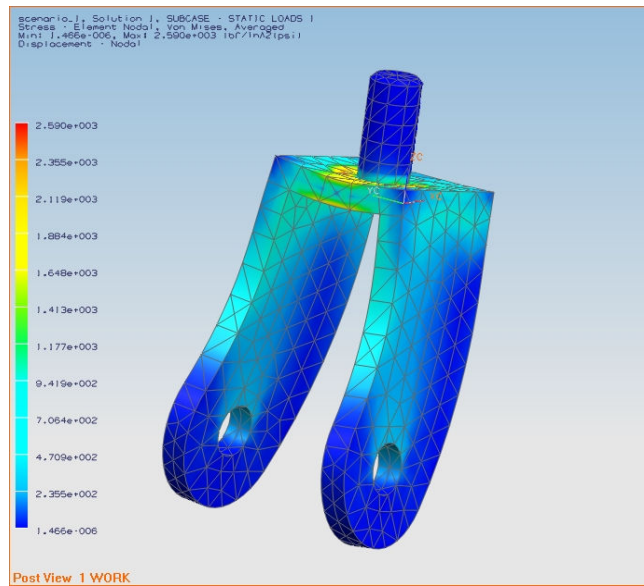 scenario_1, Solution 1, SUBCASE - STATIC LOADS 1
Stress - Element Nodal, Von Mises, Averaged
Min: 1.466e-006, Max: 2.590e+003 lbf/in^2(psi)
Displacement - Nodal
2.590e+003
2.355e+003
2.119e+003
1.884e+003
1.648e+003
1.413e+003
1.177e+003
9.419e+002
7.064e+002
4.709e+002
2.355e+002
1.466e-006
ZC
YC
Post View 1 WORK